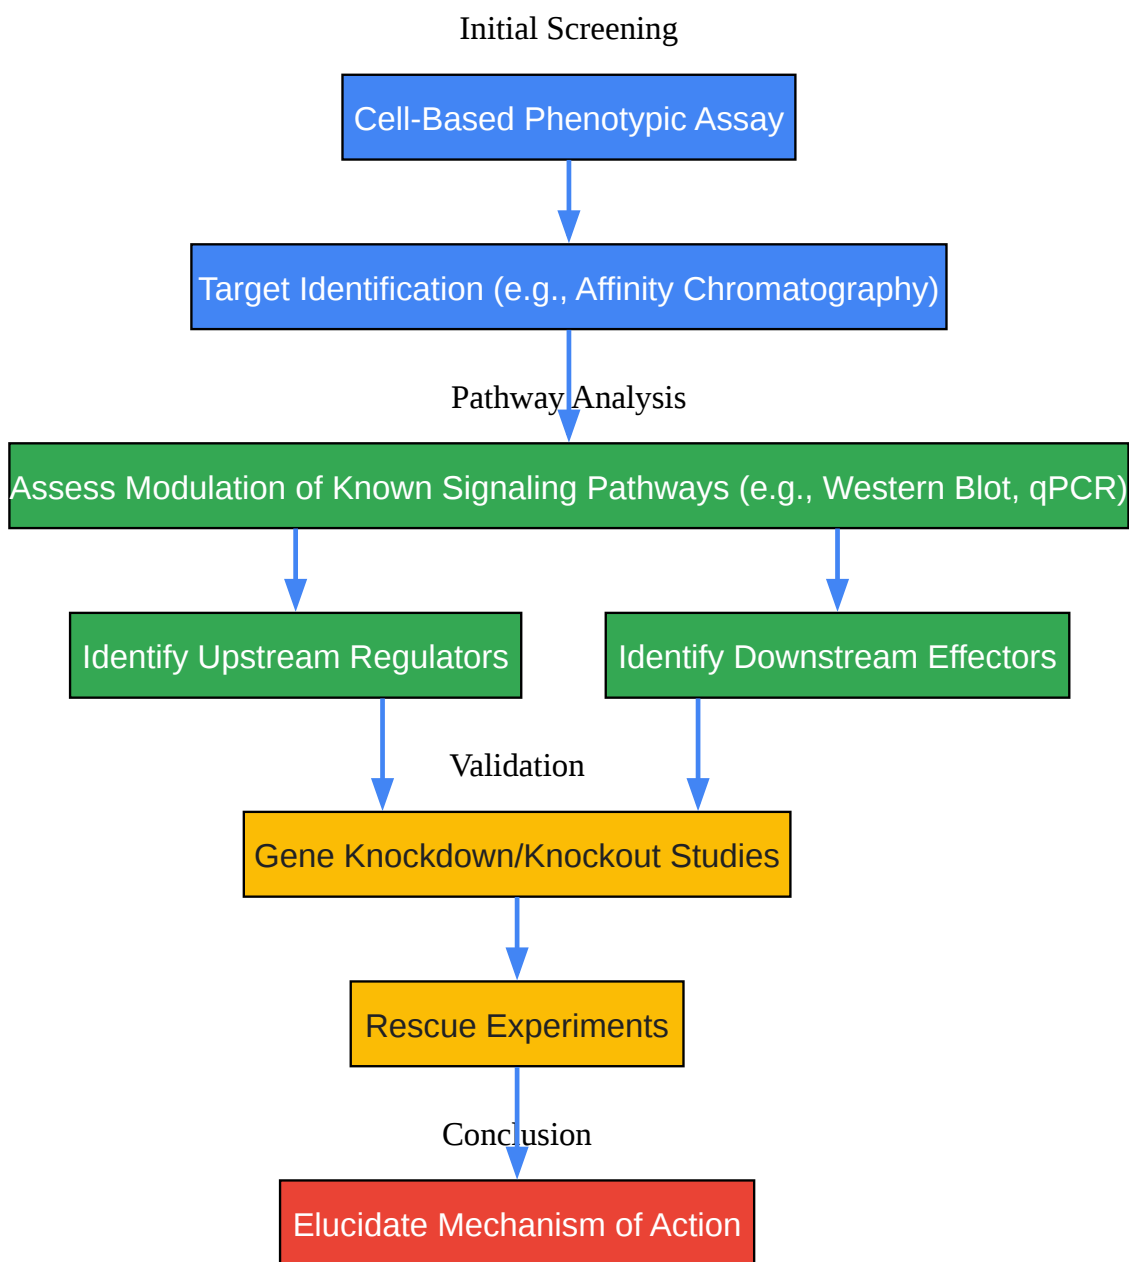 Initial Screening
Cell-Based Phenotypic Assay
Target Identification (e.g., Affinity Chromatography)
Pathway Analysis
Assess Modulation of Known Signaling Pathways (e.g., Western Blot, qPCR)
Identify Upstream Regulators
Identify Downstream Effectors
Validation
Gene Knockdown/Knockout Studies
Rescue Experiments
Conclusion
Elucidate Mechanism of Action